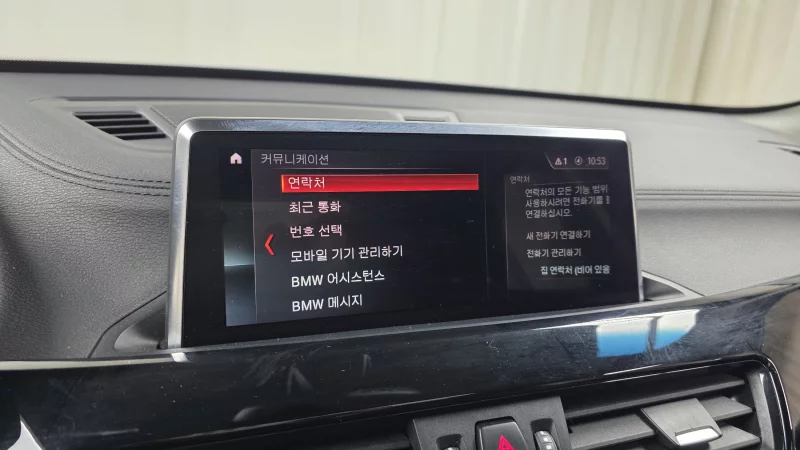 커뮤니케이션
⚠1 10:53
연락처
최근 통화
번호 선택
모바일 기기 관리하기
BMW 어시스턴스
BMW 메시지
연락처
연락처의 모든 기능 범위
사용하시려면 전화기를
연결하십시오.
새 전화기 연결하기
전화기 관리하기
집 연락처 (비어 있음